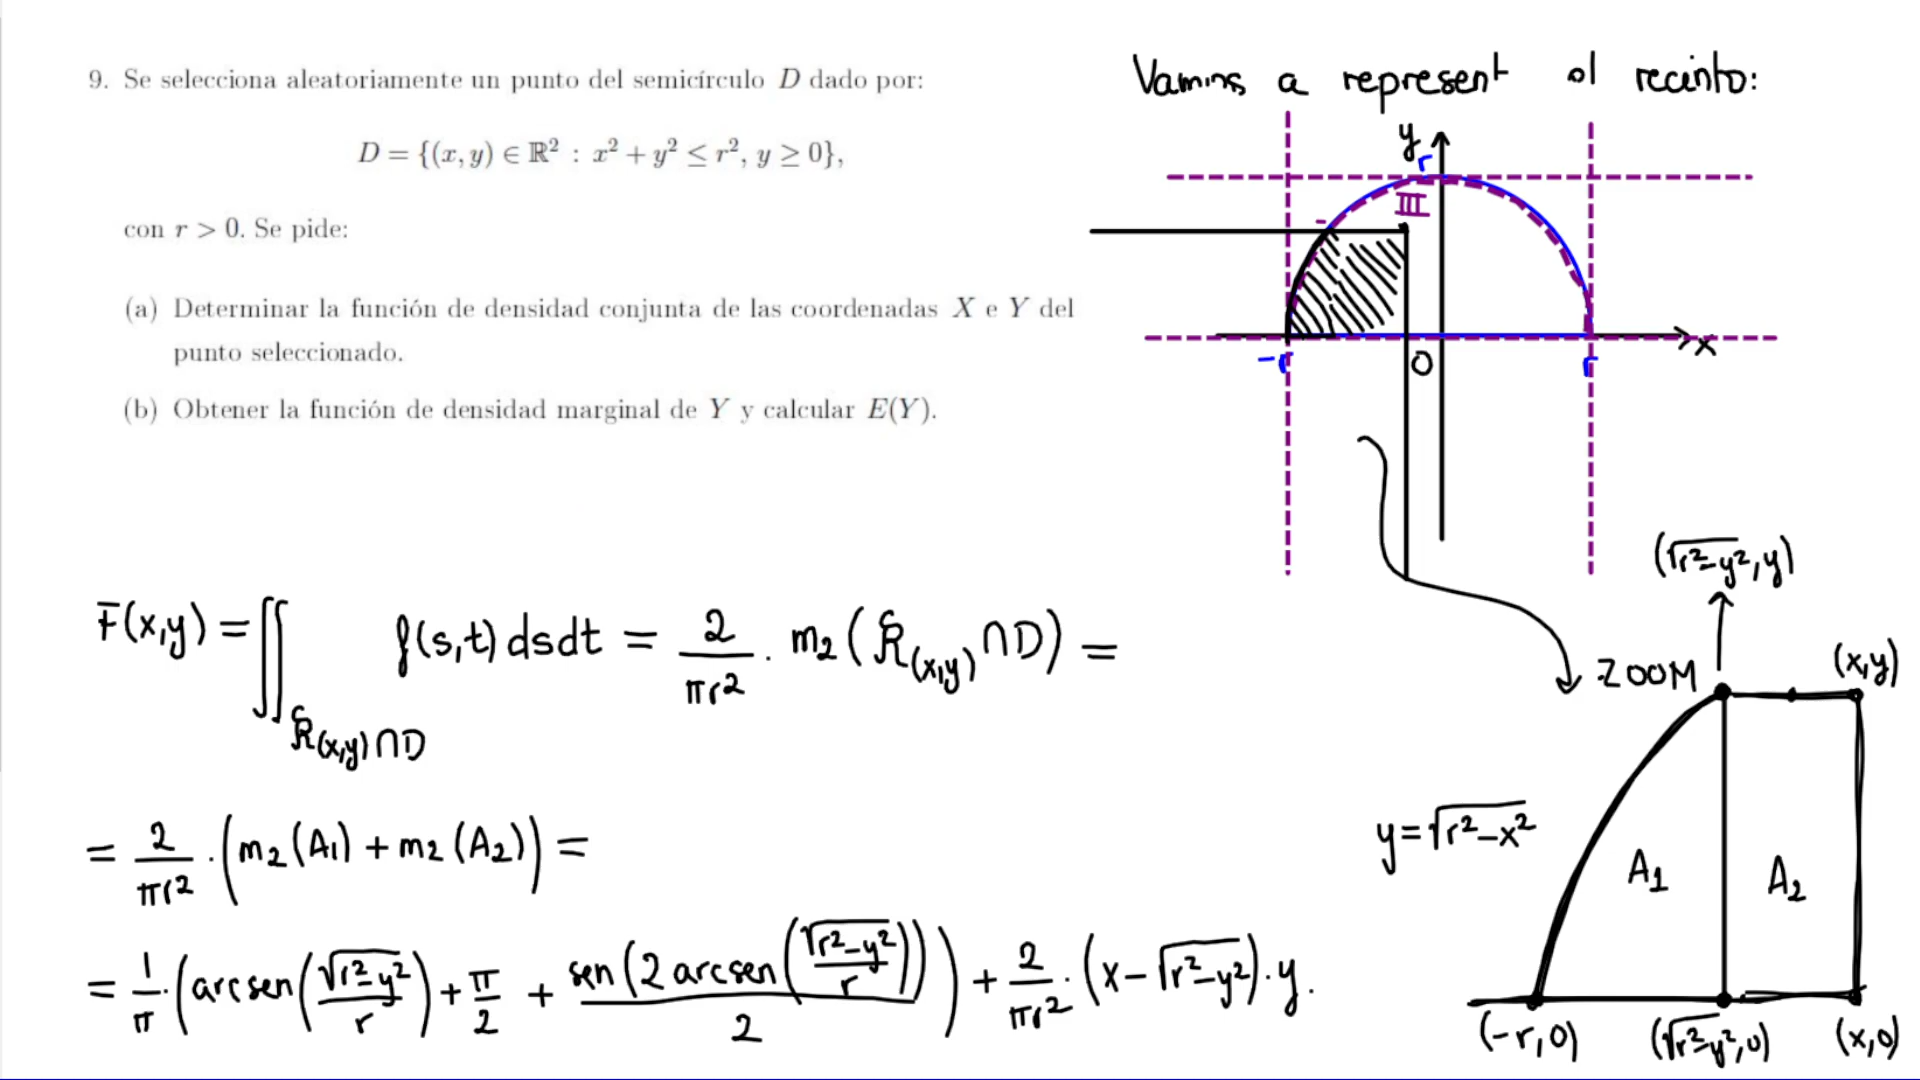 9. Se selecciona aleatoriamente un punto del semicírculo D dado por:
D = {(x, y) ∈ ℝ² : x² + y² ≤ r², y ≥ 0},
con r > 0. Se pide:
(a) Determinar la función de densidad conjunta de las coordenadas X e Y del
punto seleccionado.
(b) Obtener la función de densidad marginal de Y y calcular E(Y).
Vamos a represent el recinto:
y
r
III
-r
0
r
x
F(x,y) = ∬_{R(x,y)∩D} f(s,t) ds dt = 2/(πr²) · m₂(R(x,y) ∩ D) =
= 2/(πr²) · (m₂(A₁) + m₂(A₂)) =
= 1/π · (arcsen(√(r²-y²)/r) + π/2 + sen(2 arcsen(√(r²-y²)/r))/2) + 2/(πr²) · (x - √(r²-y²)) · y.
(√(r²-y²), y)
ZOOM
(x,y)
y = √(r²-x²)
A₁
A₂
(-r,0)
(√(r²-y²),0)
(x,0)